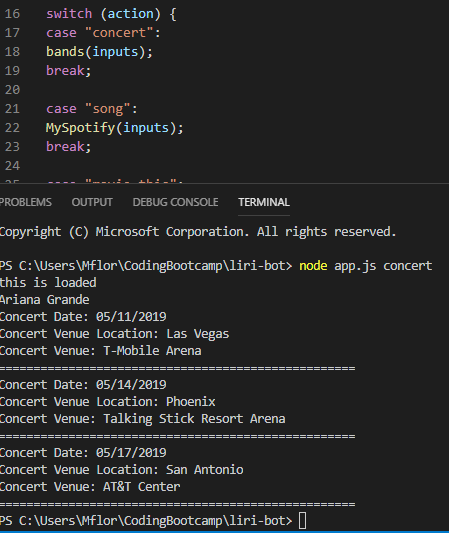 16 switch (action) {
17 case "concert":
18 bands(inputs);
19 break;
20
21 case "song":
22 MySpotify(inputs);
23 break;
24
25 case "movie-this":
PROBLEMS OUTPUT DEBUG CONSOLE TERMINAL
Copyright (C) Microsoft Corporation. All rights reserved.
PS C:\Users\Mflor\CodingBootcamp\liri-bot> node app.js concert
this is loaded
Ariana Grande
Concert Date: 05/11/2019
Concert Venue Location: Las Vegas
Concert Venue: T-Mobile Arena
===================================================
Concert Date: 05/14/2019
Concert Venue Location: Phoenix
Concert Venue: Talking Stick Resort Arena
===================================================
Concert Date: 05/17/2019
Concert Venue Location: San Antonio
Concert Venue: AT&T Center
===================================================
PS C:\Users\Mflor\CodingBootcamp\liri-bot>